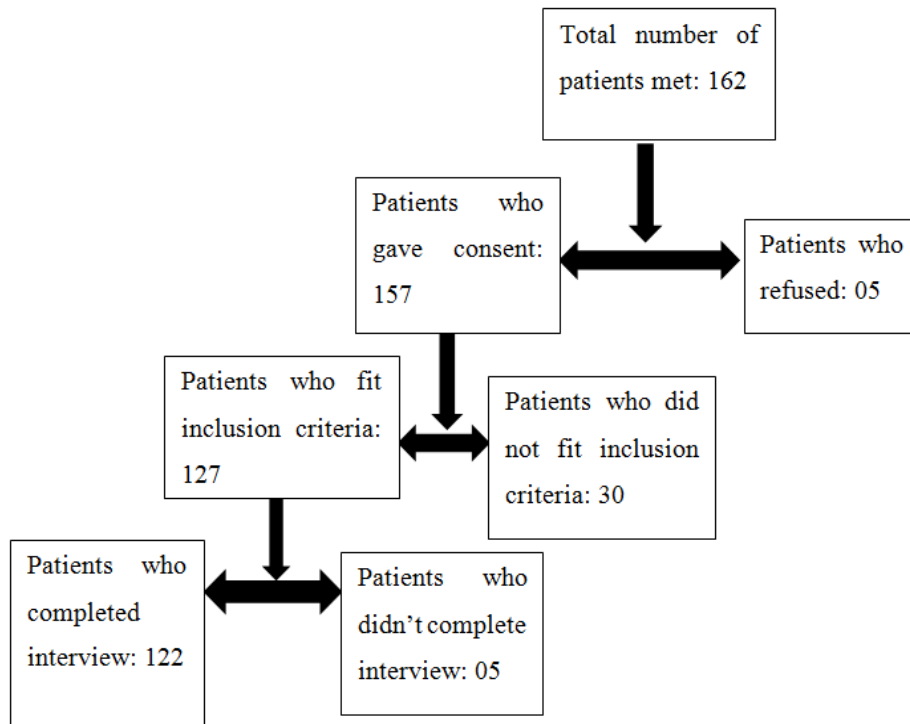 Total number of
patients met: 162
Patients who
gave consent:
157
Patients who
refused: 05
Patients who fit
inclusion criteria:
127
Patients who did
not fit inclusion
criteria: 30
Patients who
completed
interview: 122
Patients who
didn't complete
interview: 05